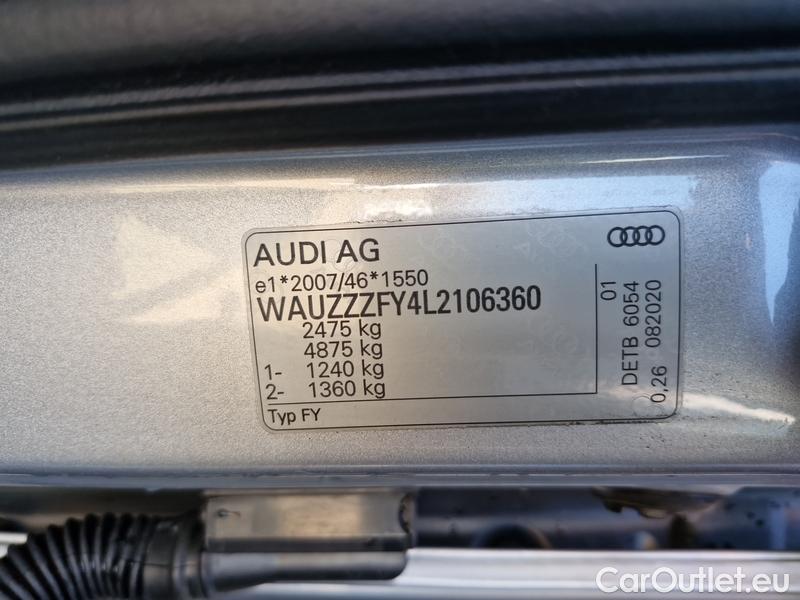 AUDI AG
e1*2007/46*1550
WAUZZZFY4L2106360
2475 kg
4875 kg
1- 1240 kg
2- 1360 kg
Typ FY
01
DETB 6054
0,26 082020
CarOutlet.eu